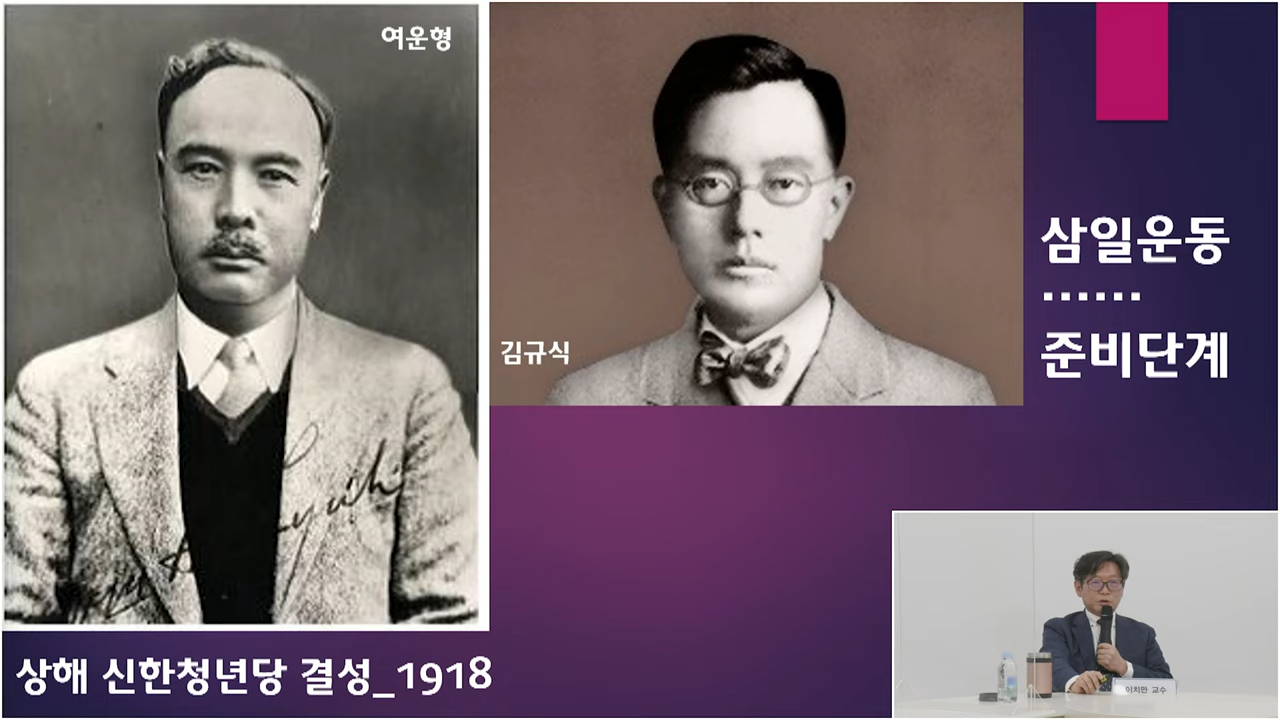 여운형
김규식
삼일운동
......
준비단계
상해 신한청년당 결성_1918
이치만 교수